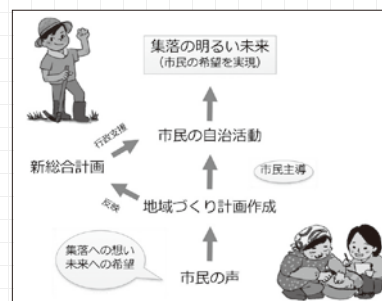 集落の明るい未来
（市民の希望を実現）
行政支援
市民の自治活動
新総合計画
市民主導
反映
地域づくり計画作成
集落への想い
未来への希望
市民の声